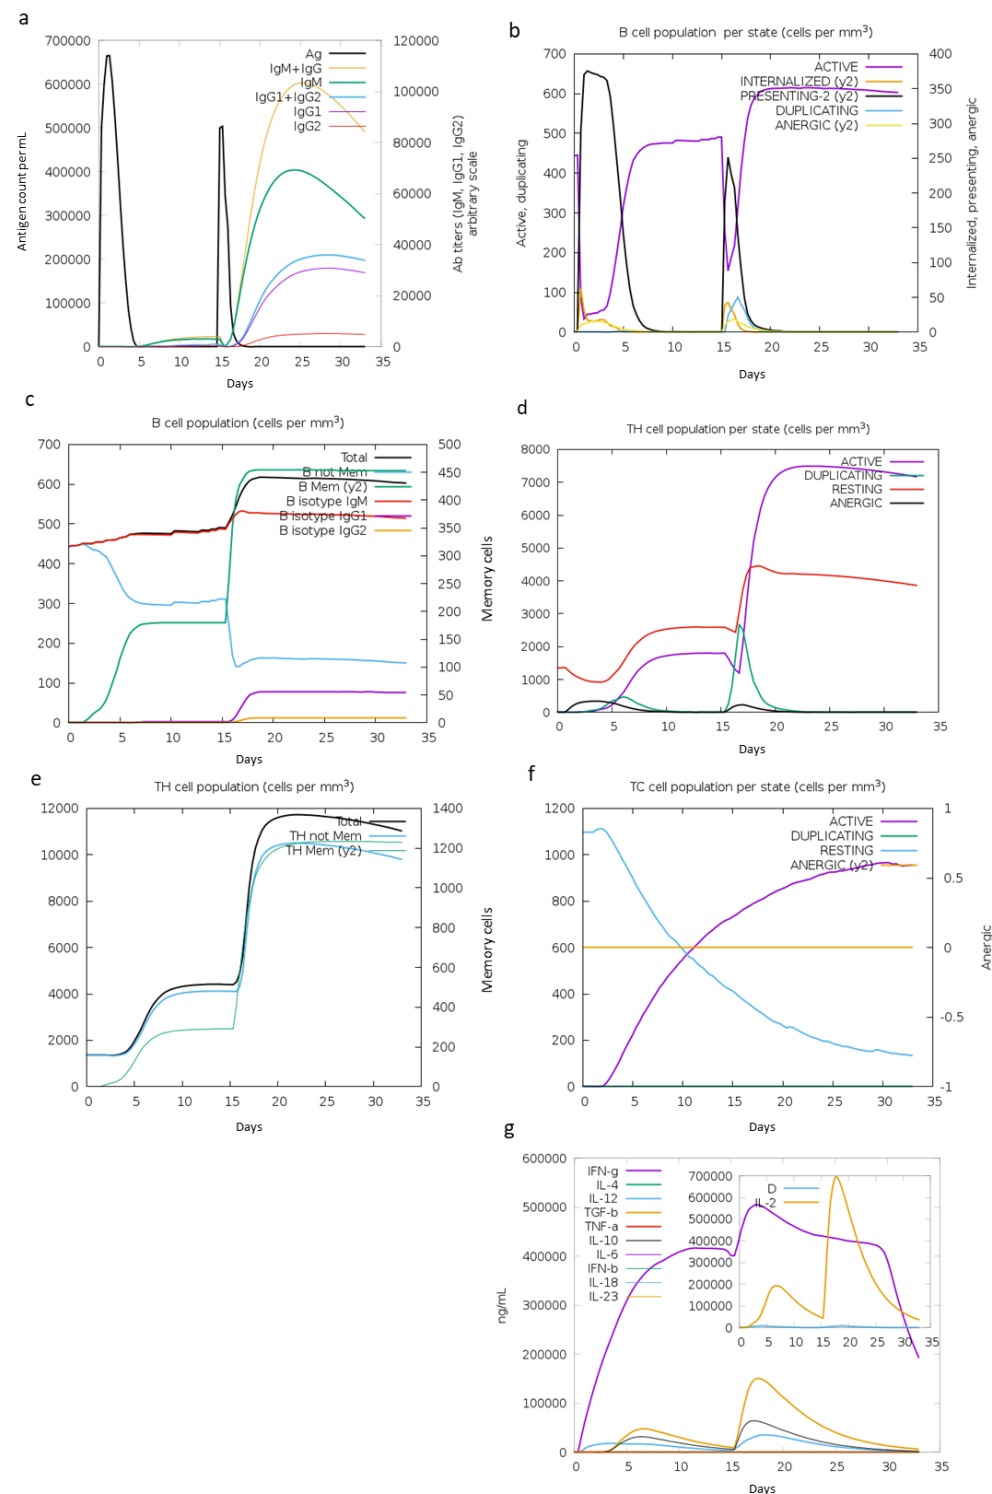 a
700000
600000
500000
400000
300000
200000
100000
0
120000
100000
80000
60000
40000
20000
0
Ag
IgM+IgG
IgM
IgG1+IgG2
IgG1
IgG2
Antigen count per mL
Ab titers (IgM, IgG1, IgG2)
arbitrary scale
0 5 10 15 20 25 30 35
Days
b
B cell population per state (cells per mm³)
700
600
500
400
300
200
100
0
400
350
300
250
200
150
100
50
0
ACTIVE
INTERNALIZED (y2)
PRESENTING-2 (y2)
DUPLICATING
ANERGIC (y2)
Active, duplicating
Internalized, presenting, anergic
0 5 10 15 20 25 30 35
Days
c
B cell population (cells per mm³)
700
600
500
400
300
200
100
0
500
450
400
350
300
250
200
150
100
50
0
Total
B not Mem
B Mem (y2)
B isotype IgM
B isotype IgG1
B isotype IgG2
Memory cells
0 5 10 15 20 25 30 35
Days
d
TH cell population per state (cells per mm³)
8000
7000
6000
5000
4000
3000
2000
1000
0
ACTIVE
DUPLICATING
RESTING
ANERGIC
0 5 10 15 20 25 30 35
Days
e
TH cell population (cells per mm³)
12000
10000
8000
6000
4000
2000
0
1400
1200
1000
800
600
400
200
0
Total
TH not Mem
TH Mem (y2)
Memory cells
0 5 10 15 20 25 30 35
Days
f
TC cell population per state (cells per mm³)
1200
1000
800
600
400
200
0
1
0.5
0
-0.5
-1
ACTIVE
DUPLICATING
RESTING
ANERGIC (y2)
Anergic
0 5 10 15 20 25 30 35
Days
g
600000
500000
400000
300000
200000
100000
0
ng/mL
IFN-g
IL-4
IL-12
TGF-b
TNF-a
IL-10
IL-6
IFN-b
IL-18
IL-23
700000
600000
500000
400000
300000
200000
100000
0
D
IL-2
0 5 10 15 20 25 30 35
0 5 10 15 20 25 30 35
Days